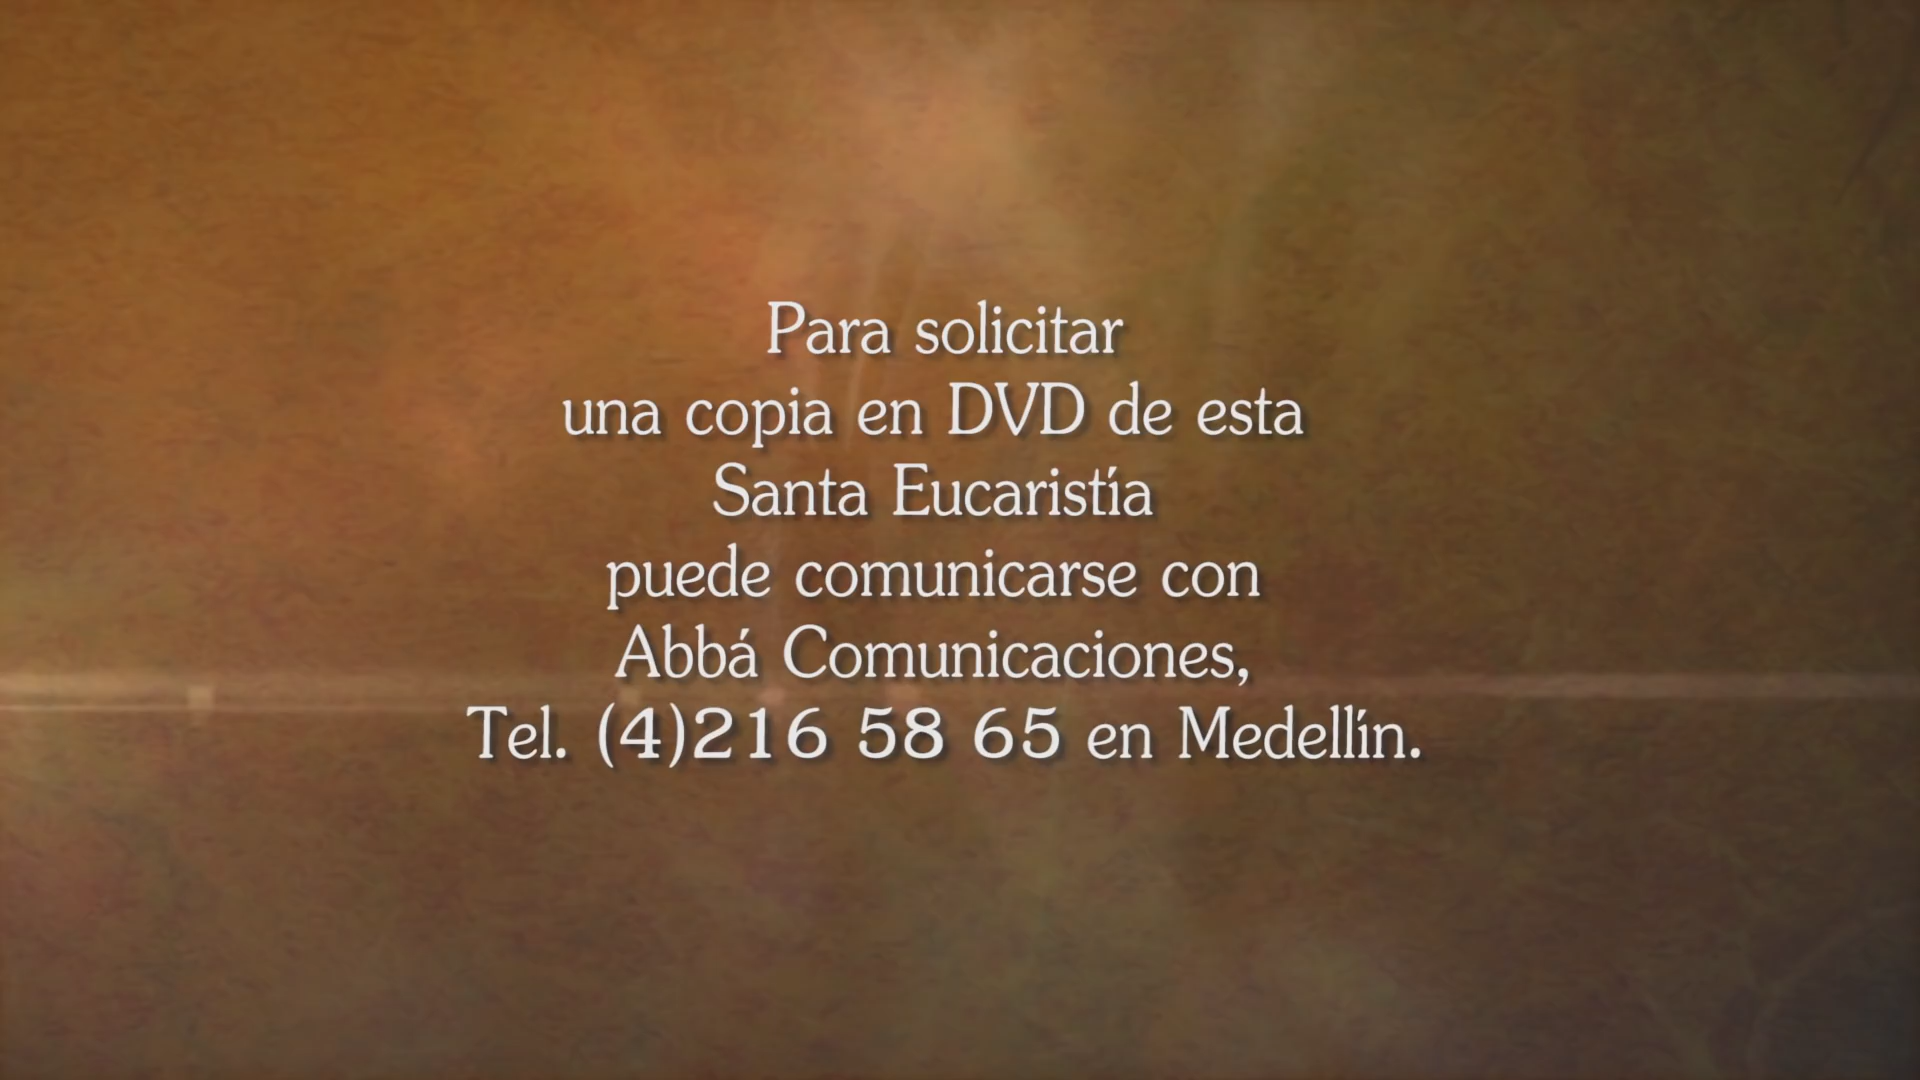 Para solicitar
una copia en DVD de esta
Santa Eucaristía
puede comunicarse con
Abbá Comunicaciones,
Tel. (4)216 58 65 en Medellín.